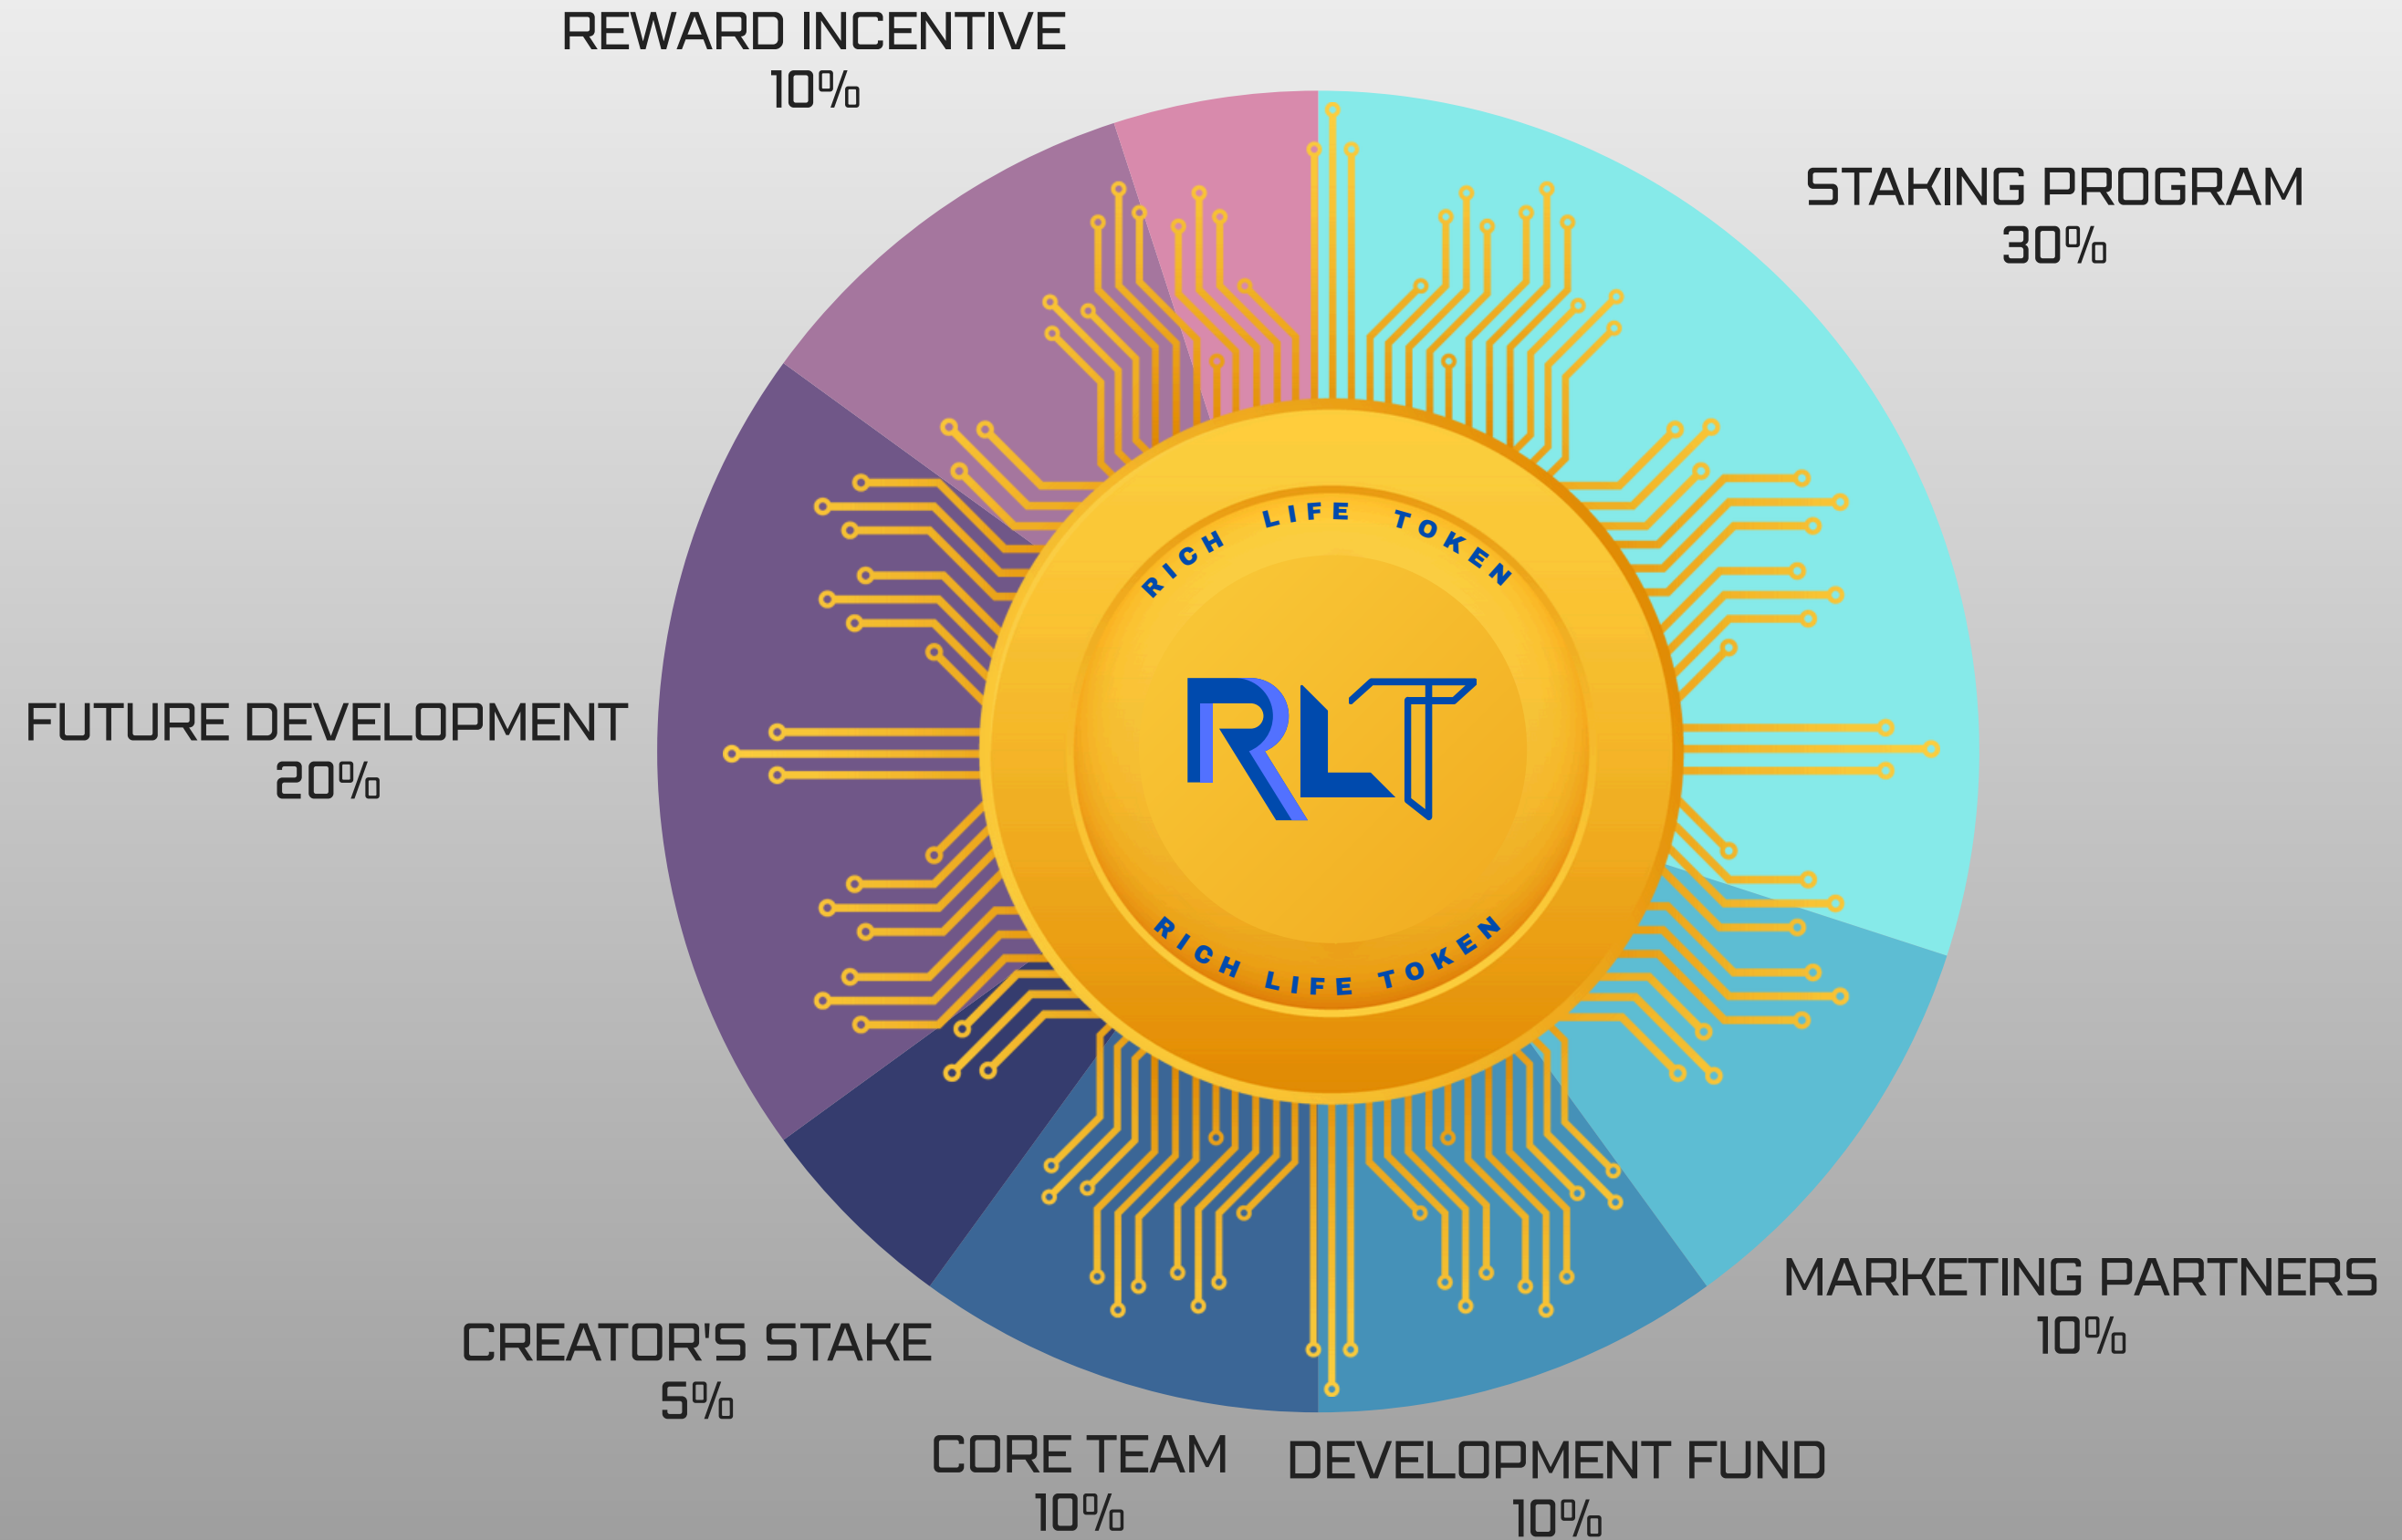 REWARD INCENTIVE
10%
STAKING PROGRAM
30%
RICH LIFE TOKEN
RLT
RICH LIFE TOKEN
FUTURE DEVELOPMENT
20%
MARKETING PARTNERS
10%
CREATOR'S STAKE
5%
CORE TEAM
10%
DEVELOPMENT FUND
10%